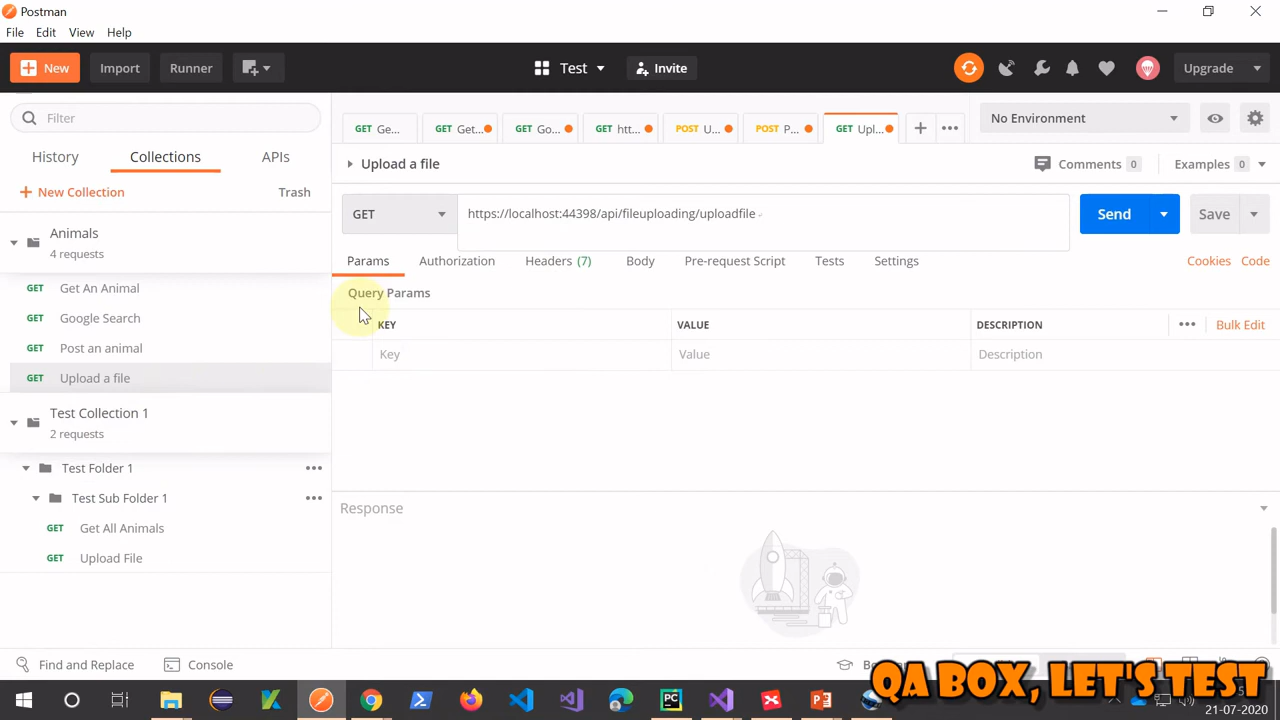 Postman
File Edit View Help
New Import Runner Test Invite Upgrade
Filter
GET Ge... GET Get... GET Go... GET htt... POST U... POST P... GET Upl... No Environment
History Collections APIs
Upload a file Comments 0 Examples 0
+ New Collection Trash
GET https://localhost:44398/api/fileuploading/uploadfile Send Save
Animals
4 requests
Params Authorization Headers (7) Body Pre-request Script Tests Settings Cookies Code
GET Get An Animal
Query Params
GET Google Search
KEY VALUE DESCRIPTION Bulk Edit
GET Post an animal
Key Value Description
GET Upload a file
Test Collection 1
2 requests
Test Folder 1
Test Sub Folder 1
Response
GET Get All Animals
GET Upload File
Find and Replace Console
QA BOX, LET'S TEST
21-07-2020